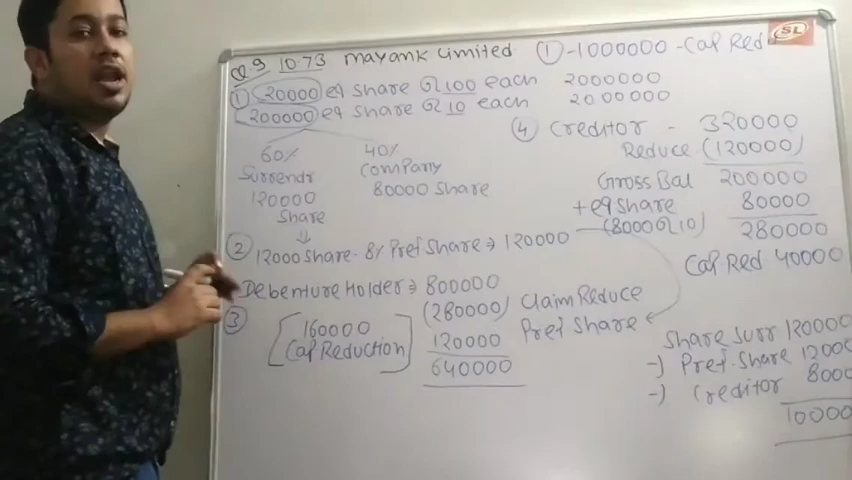 Q.9 10.73 Mayank Limited ① -1000000 - Cap Red
SL
① 20000 eq share @ 100 each 2000000
200000 eq share @ 10 each 2000000
60% 40%
Surrendr Company
120000 80000 share
Share
② 12000 share - 8% Pref Share → 120000
Debenture Holder → 800000
③ (280000) Claim Reduce
120000 Pref Share
640000
[160000
Cap Reduction]
④ Creditor - 320000
Reduce (120000)
Gross Bal 200000
+ eq share 80000
(8000 @ 10) 280000
Cap Red 40000
Share Surr 120000
-) Pref. Share 12000
-) Creditor 8000
10000